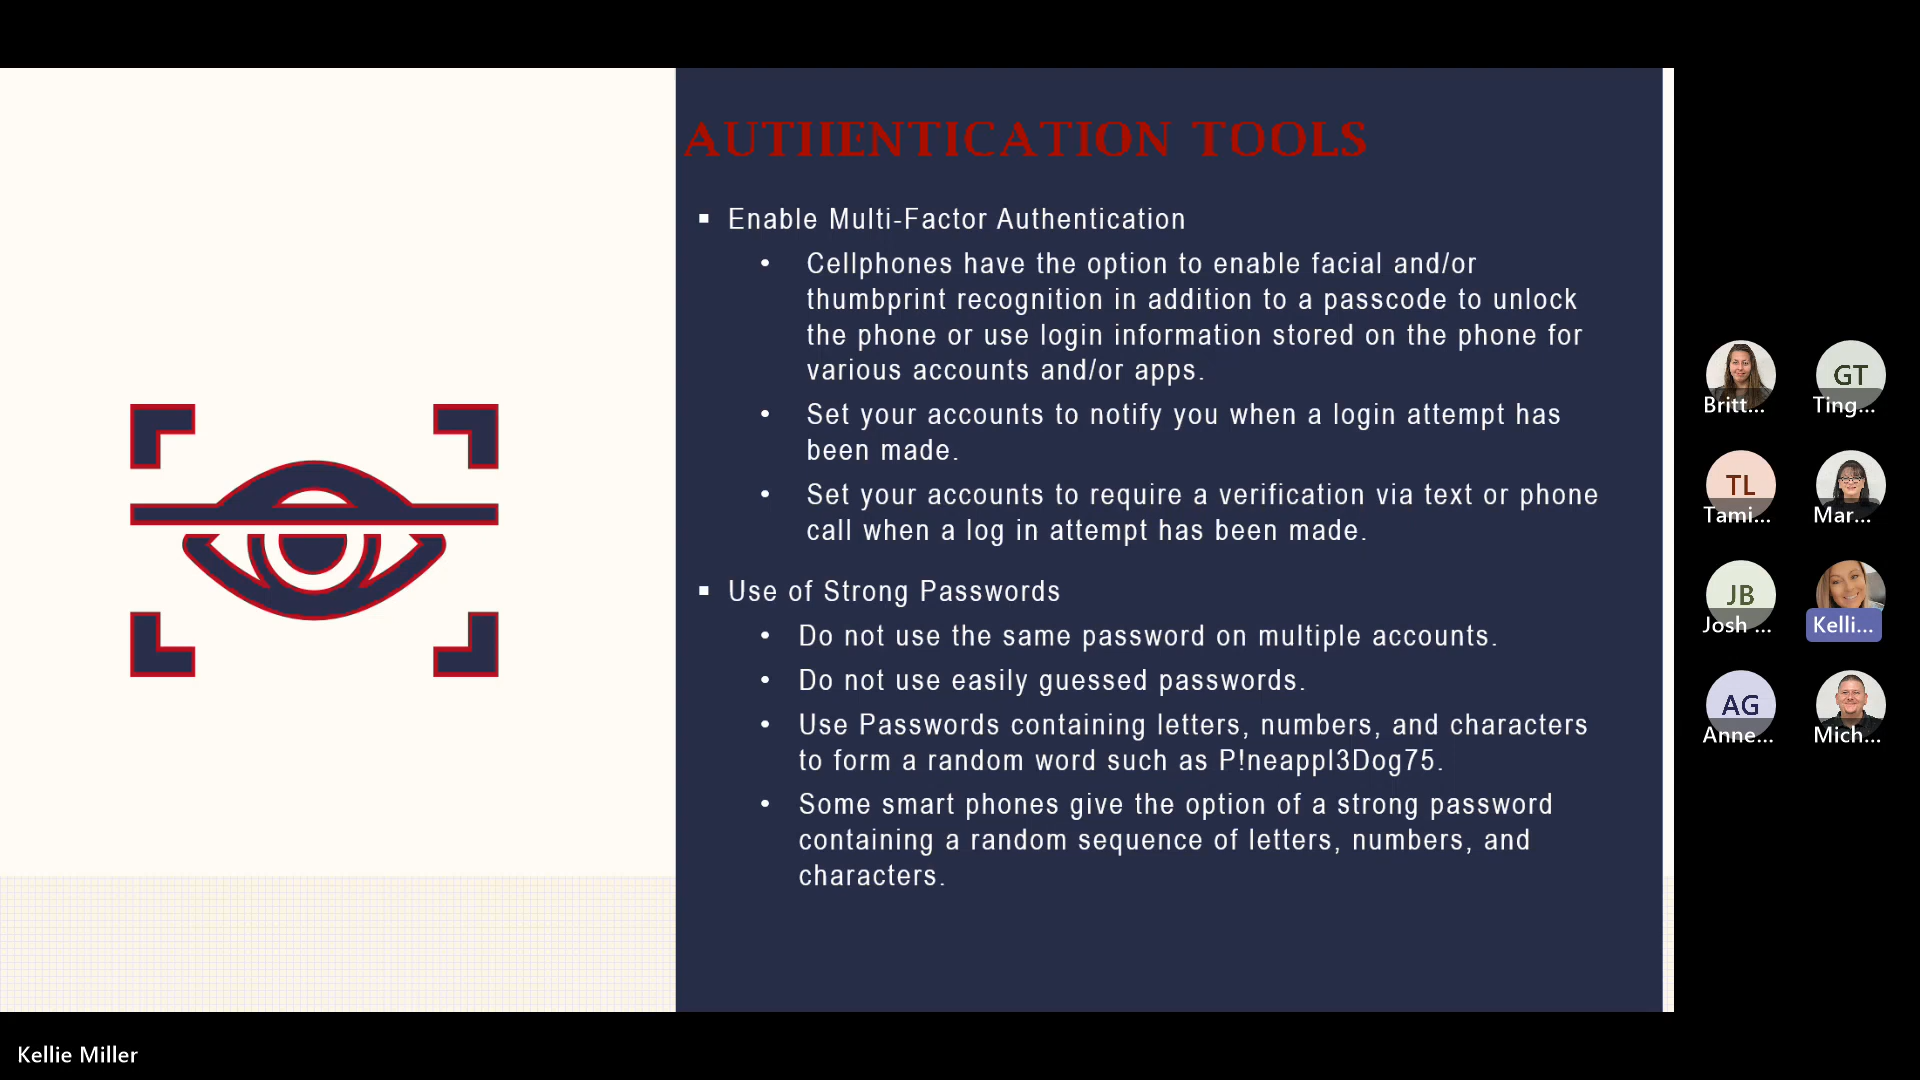 AUTHENTICATION TOOLS
▪ Enable Multi-Factor Authentication
• Cellphones have the option to enable facial and/or
thumbprint recognition in addition to a passcode to unlock
the phone or use login information stored on the phone for
various accounts and/or apps.
• Set your accounts to notify you when a login attempt has
been made.
• Set your accounts to require a verification via text or phone
call when a log in attempt has been made.
▪ Use of Strong Passwords
• Do not use the same password on multiple accounts.
• Do not use easily guessed passwords.
• Use Passwords containing letters, numbers, and characters
to form a random word such as P!neappl3Dog75.
• Some smart phones give the option of a strong password
containing a random sequence of letters, numbers, and
characters.
Britt...
GT
Ting...
TL
Tami...
Mar...
JB
Josh ...
Kelli...
AG
Anne...
Mich...
Kellie Miller